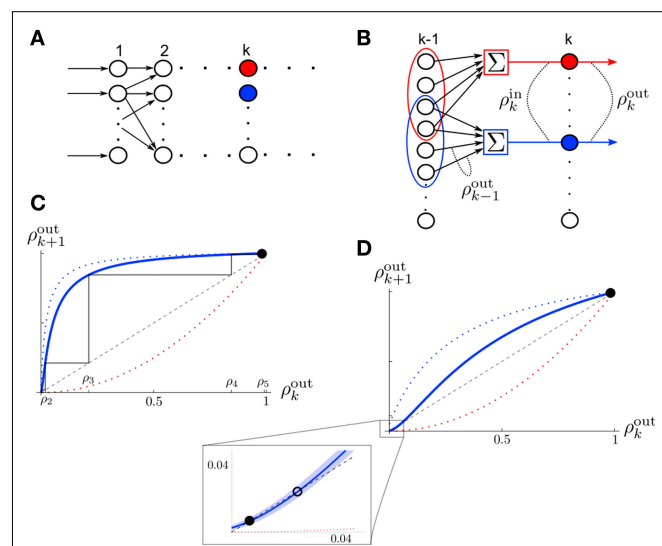 A
1 2 k
B
k-1 k
Σ
ρ_k^in ρ_k^out
Σ
ρ_{k-1}^out
C
ρ_{k+1}^out
ρ_2 ρ_3 0.5 ρ_4 ρ_5 1 ρ_k^out
D
ρ_{k+1}^out
0.5 1 ρ_k^out
0.04
0.04